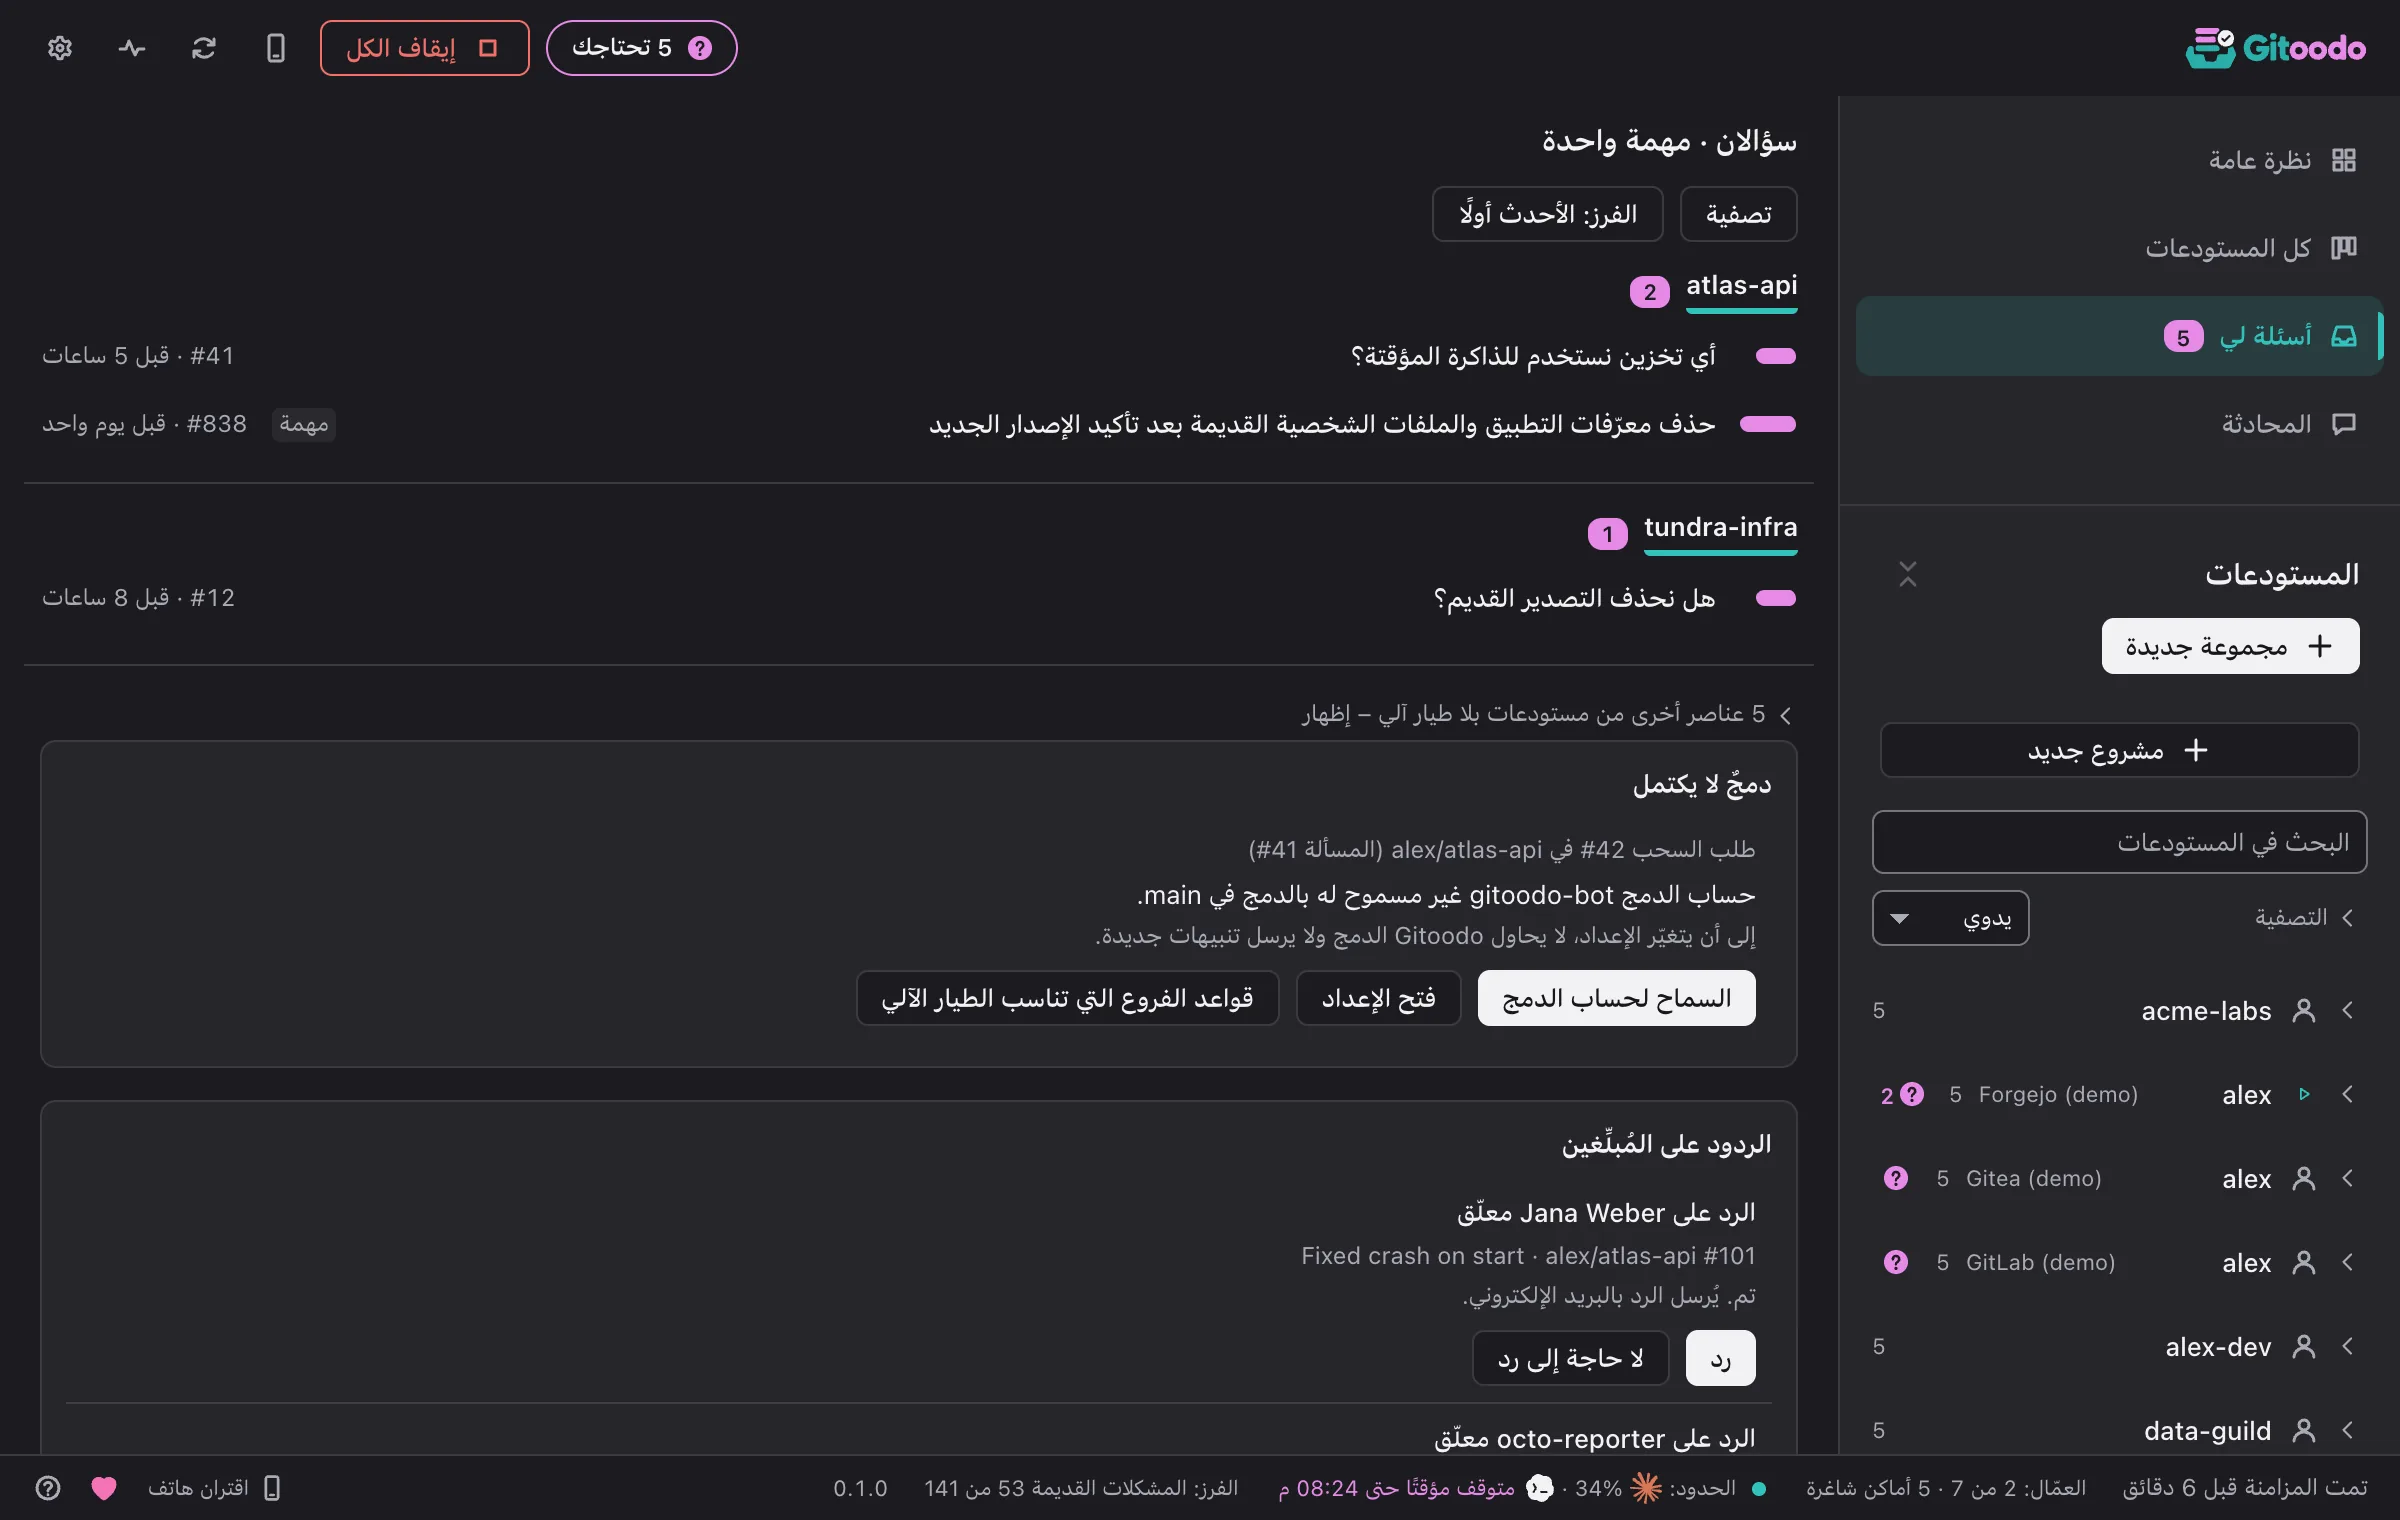 Gitoodo
5 تحتاجك
إيقاف الكل
نظرة عامة
كل المستودعات
أسئلة لي 5
المحادثة
المستودعات
مجموعة جديدة
مشروع جديد
البحث في المستودعات
التصفية
يدوي
acme-labs 5
alex Forgejo (demo) 5 2
alex Gitea (demo) 5
alex GitLab (demo) 5
alex-dev 5
data-guild 5
سؤالان · مهمة واحدة
تصفية
الفرز: الأحدث أولًا
atlas-api 2
أي تخزين نستخدم للذاكرة المؤقتة؟ #41 · قبل 5 ساعات
حذف معرّفات التطبيق والملفات الشخصية القديمة بعد تأكيد الإصدار الجديد مهمة #838 · قبل يوم واحد
tundra-infra 1
هل نحذف التصدير القديم؟ #12 · قبل 8 ساعات
5 عناصر أخرى من مستودعات بلا طيار آلي – إظهار
دمجٌ لا يكتمل
طلب السحب #42 في alex/atlas-api (المسألة #41)
حساب الدمج gitoodo-bot غير مسموح له بالدمج في main.
إلى أن يتغيّر الإعداد، لا يحاول Gitoodo الدمج ولا يرسل تنبيهات جديدة.
السماح لحساب الدمج
فتح الإعداد
قواعد الفروع التي تناسب الطيار الآلي
الردود على المُبلِّغين
الرد على Jana Weber معلّق
Fixed crash on start · alex/atlas-api #101
تم. يُرسل الرد بالبريد الإلكتروني.
رد
لا حاجة إلى رد
الرد على octo-reporter معلّق
تمت المزامنة قبل 6 دقائق
العمّال: 2 من 7 · 5 أماكن شاغرة
الحدود: 34% · متوقف مؤقتًا حتى 08:24 م
الفرز: المشكلات القديمة 53 من 141
0.1.0
اقتران هاتف